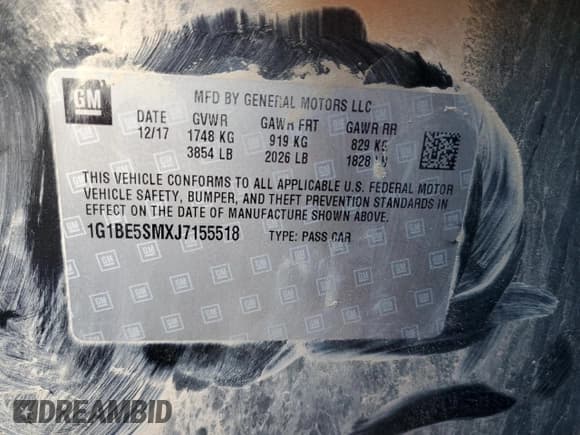 GM
MFD BY GENERAL MOTORS LLC
DATE GVWR GAWR FRT GAWR RR
12/17 1748 KG 919 KG 829 KG
3854 LB 2026 LB 1828 LB
THIS VEHICLE CONFORMS TO ALL APPLICABLE U.S. FEDERAL MOTOR
VEHICLE SAFETY, BUMPER, AND THEFT PREVENTION STANDARDS IN
EFFECT ON THE DATE OF MANUFACTURE SHOWN ABOVE.
1G1BE5SMXJ7155518 TYPE: PASS CAR
DREAMBID